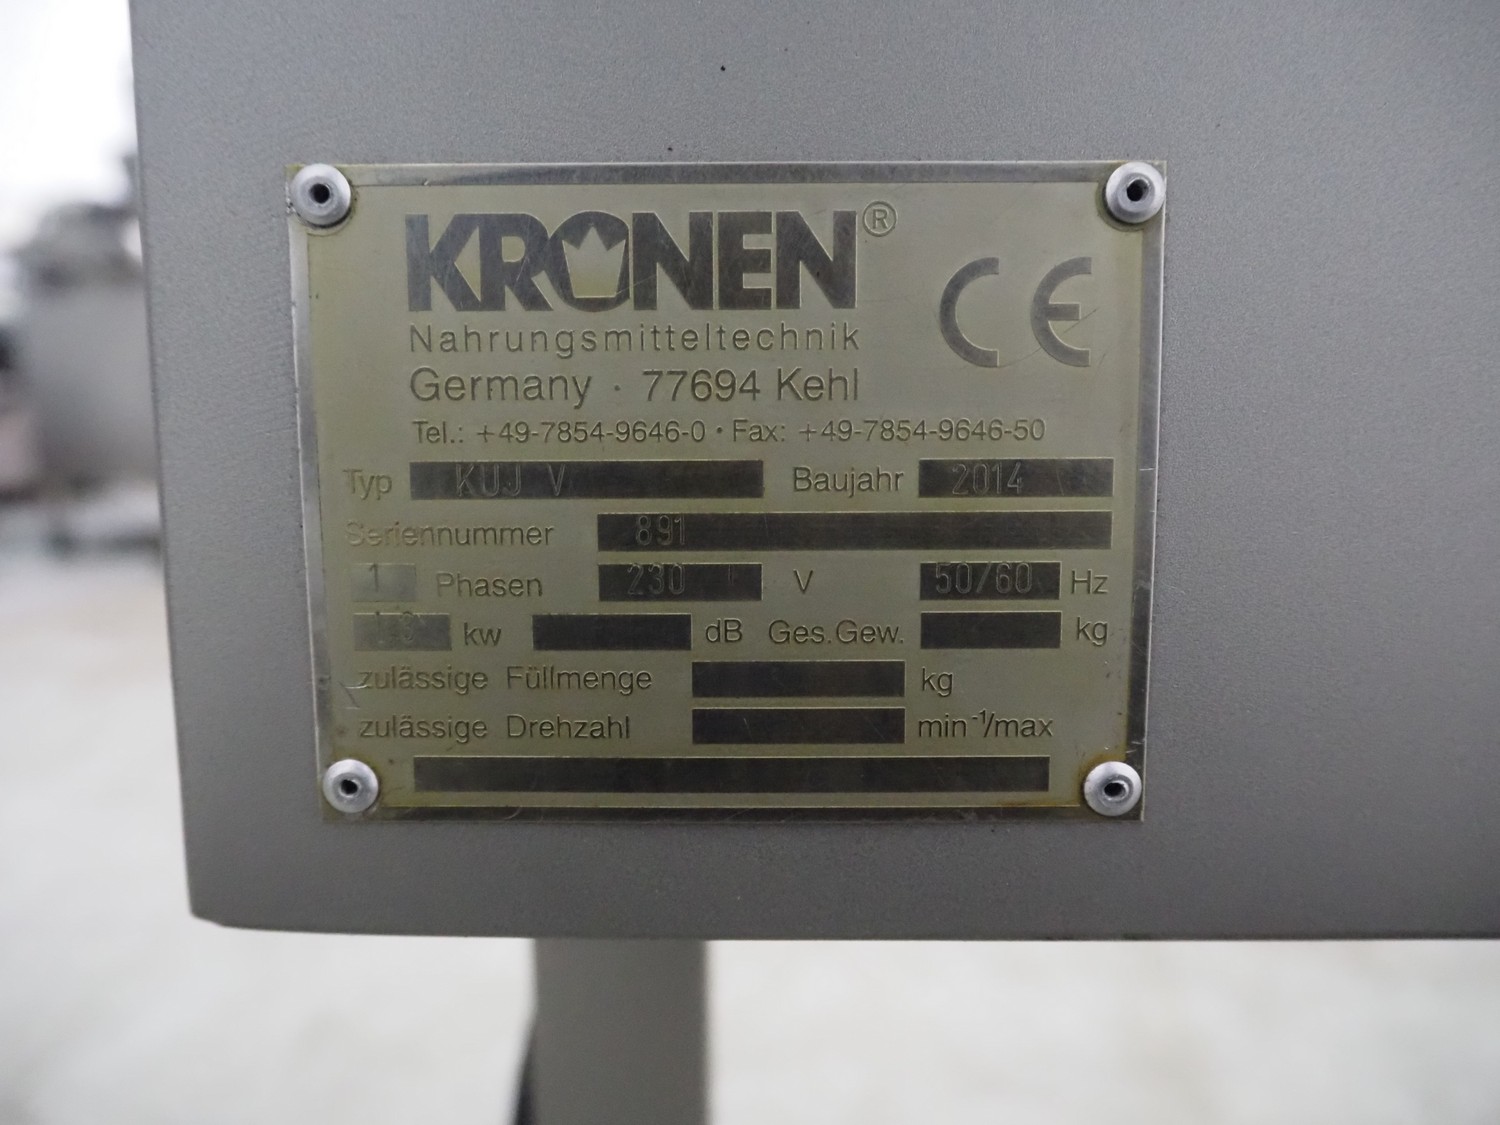 KRONEN®
Nahrungsmitteltechnik
Germany · 77694 Kehl
CE
Tel.: +49-7854-9646-0 • Fax: +49-7854-9646-50
Typ KUJ V Baujahr 2014
Seriennummer 891
1 Phasen 230 V 50/60 Hz
kw dB Ges.Gew. kg
zulässige Füllmenge kg
zulässige Drehzahl min⁻¹/max